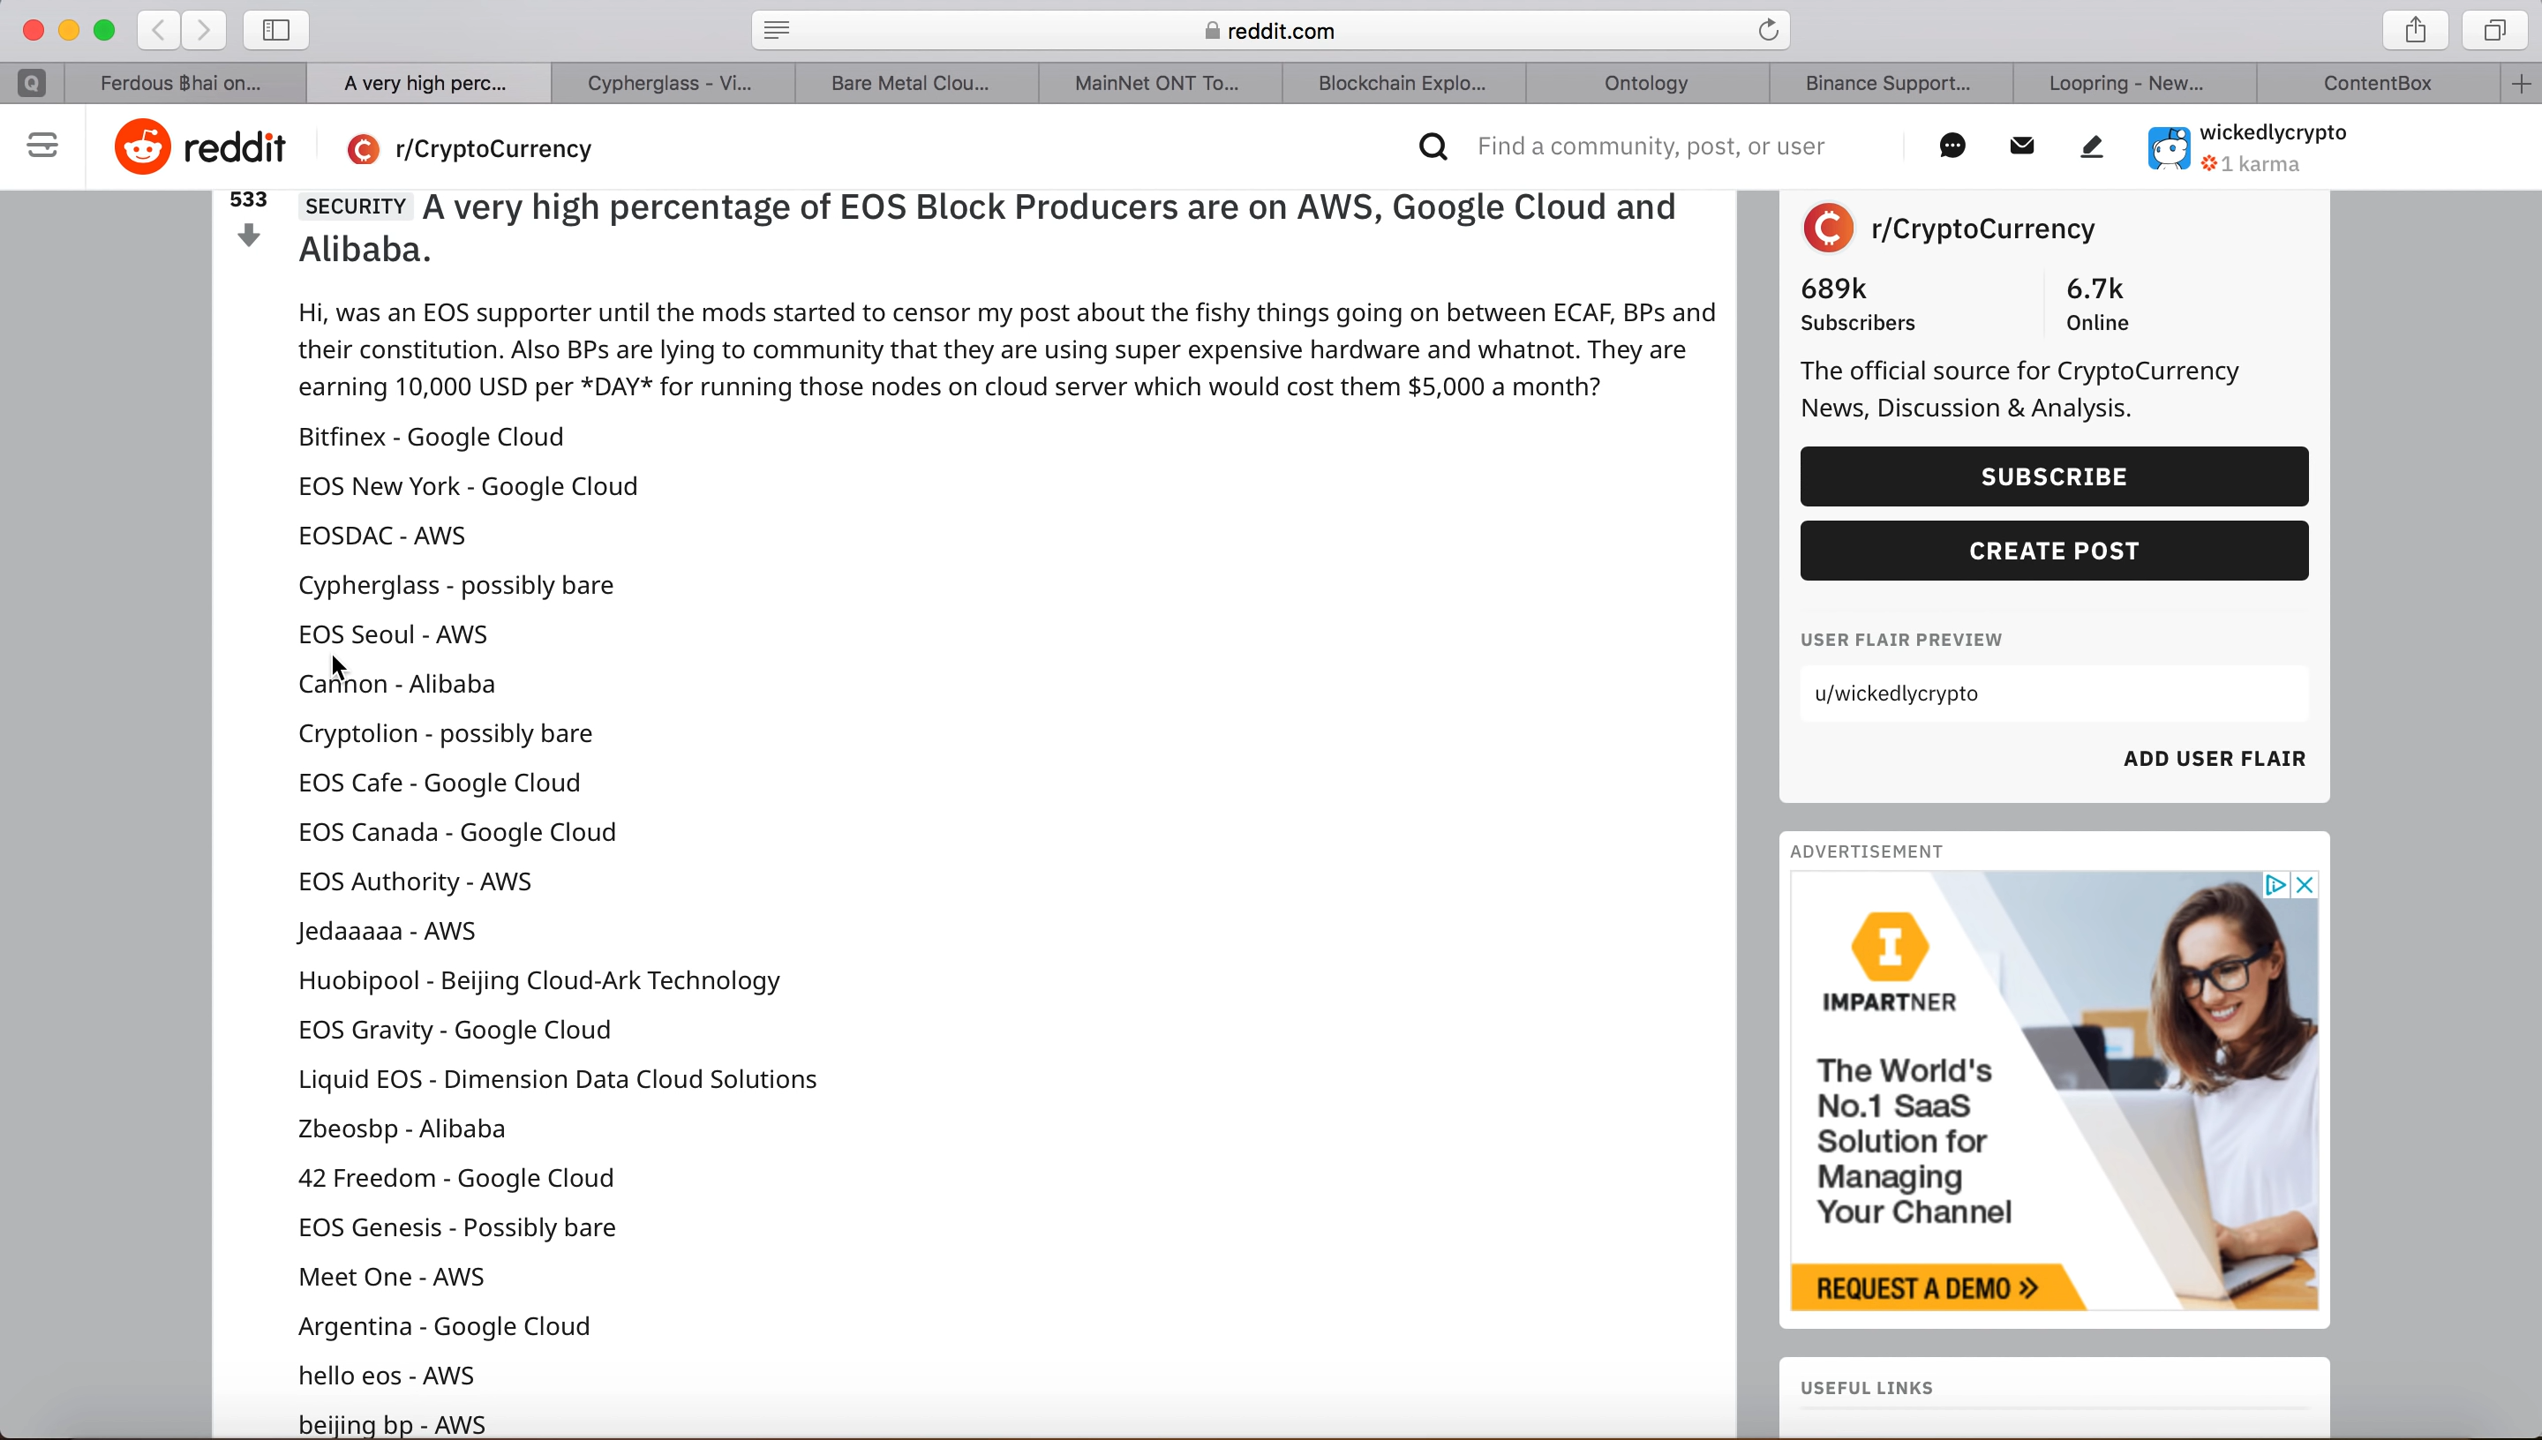 reddit.com
Q
Ferdous ฿hai on...
A very high perc...
Cypherglass - Vi...
Bare Metal Clou...
MainNet ONT To...
Blockchain Explo...
Ontology
Binance Support...
Loopring - New...
ContentBox
reddit
r/CryptoCurrency
Find a community, post, or user
wickedlycrypto
1 karma
533
SECURITY A very high percentage of EOS Block Producers are on AWS, Google Cloud and
Alibaba.
Hi, was an EOS supporter until the mods started to censor my post about the fishy things going on between ECAF, BPs and
their constitution. Also BPs are lying to community that they are using super expensive hardware and whatnot. They are
earning 10,000 USD per *DAY* for running those nodes on cloud server which would cost them $5,000 a month?
Bitfinex - Google Cloud
EOS New York - Google Cloud
EOSDAC - AWS
Cypherglass - possibly bare
EOS Seoul - AWS
Cannon - Alibaba
Cryptolion - possibly bare
EOS Cafe - Google Cloud
EOS Canada - Google Cloud
EOS Authority - AWS
Jedaaaaa - AWS
Huobipool - Beijing Cloud-Ark Technology
EOS Gravity - Google Cloud
Liquid EOS - Dimension Data Cloud Solutions
Zbeosbp - Alibaba
42 Freedom - Google Cloud
EOS Genesis - Possibly bare
Meet One - AWS
Argentina - Google Cloud
hello eos - AWS
beijing bp - AWS
r/CryptoCurrency
689k
6.7k
Subscribers
Online
The official source for CryptoCurrency
News, Discussion & Analysis.
SUBSCRIBE
CREATE POST
USER FLAIR PREVIEW
u/wickedlycrypto
ADD USER FLAIR
ADVERTISEMENT
I
IMPARTNER
The World's
No.1 SaaS
Solution for
Managing
Your Channel
REQUEST A DEMO »
USEFUL LINKS